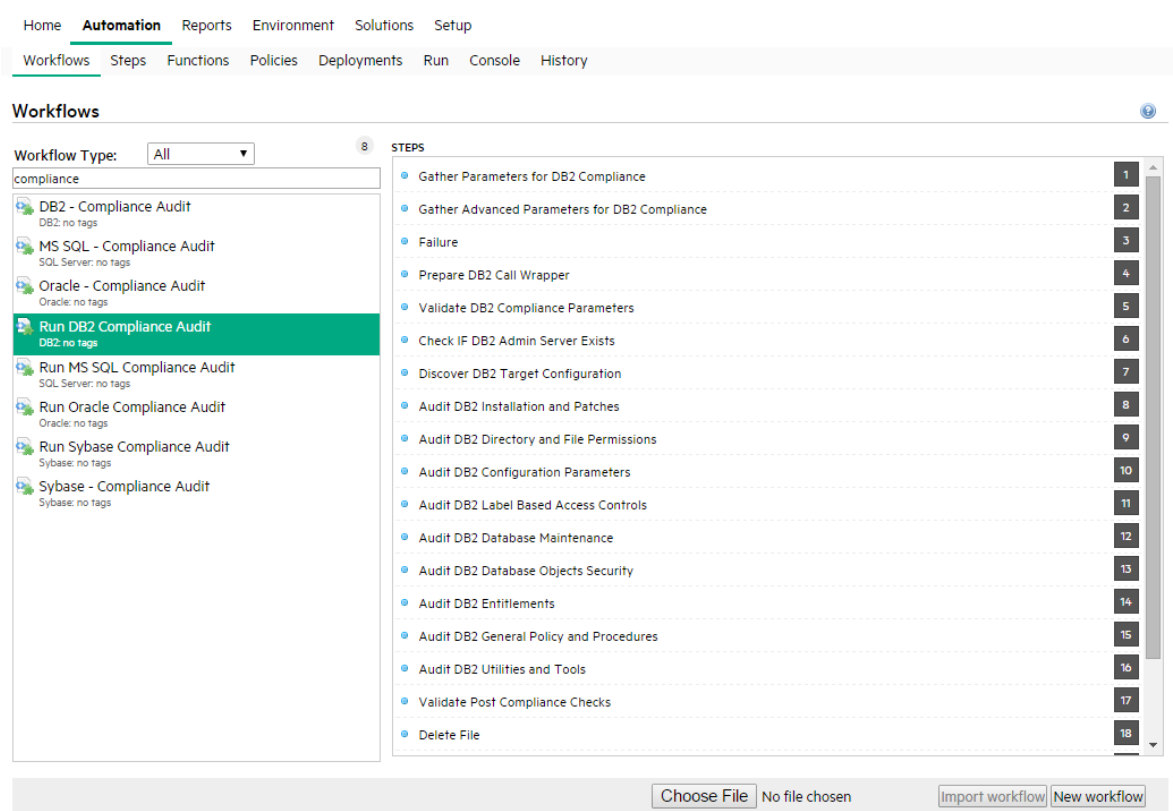 Home Automation Reports Environment Solutions Setup
Workflows Steps Functions Policies Deployments Run Console History
Workflows
Workflow Type: All 8
compliance
DB2 - Compliance Audit
DB2: no tags
MS SQL - Compliance Audit
SQL Server: no tags
Oracle - Compliance Audit
Oracle: no tags
Run DB2 Compliance Audit
DB2: no tags
Run MS SQL Compliance Audit
SQL Server: no tags
Run Oracle Compliance Audit
Oracle: no tags
Run Sybase Compliance Audit
Sybase: no tags
Sybase - Compliance Audit
Sybase: no tags
STEPS
Gather Parameters for DB2 Compliance 1
Gather Advanced Parameters for DB2 Compliance 2
Failure 3
Prepare DB2 Call Wrapper 4
Validate DB2 Compliance Parameters 5
Check IF DB2 Admin Server Exists 6
Discover DB2 Target Configuration 7
Audit DB2 Installation and Patches 8
Audit DB2 Directory and File Permissions 9
Audit DB2 Configuration Parameters 10
Audit DB2 Label Based Access Controls 11
Audit DB2 Database Maintenance 12
Audit DB2 Database Objects Security 13
Audit DB2 Entitlements 14
Audit DB2 General Policy and Procedures 15
Audit DB2 Utilities and Tools 16
Validate Post Compliance Checks 17
Delete File 18
Choose File No file chosen Import workflow New workflow